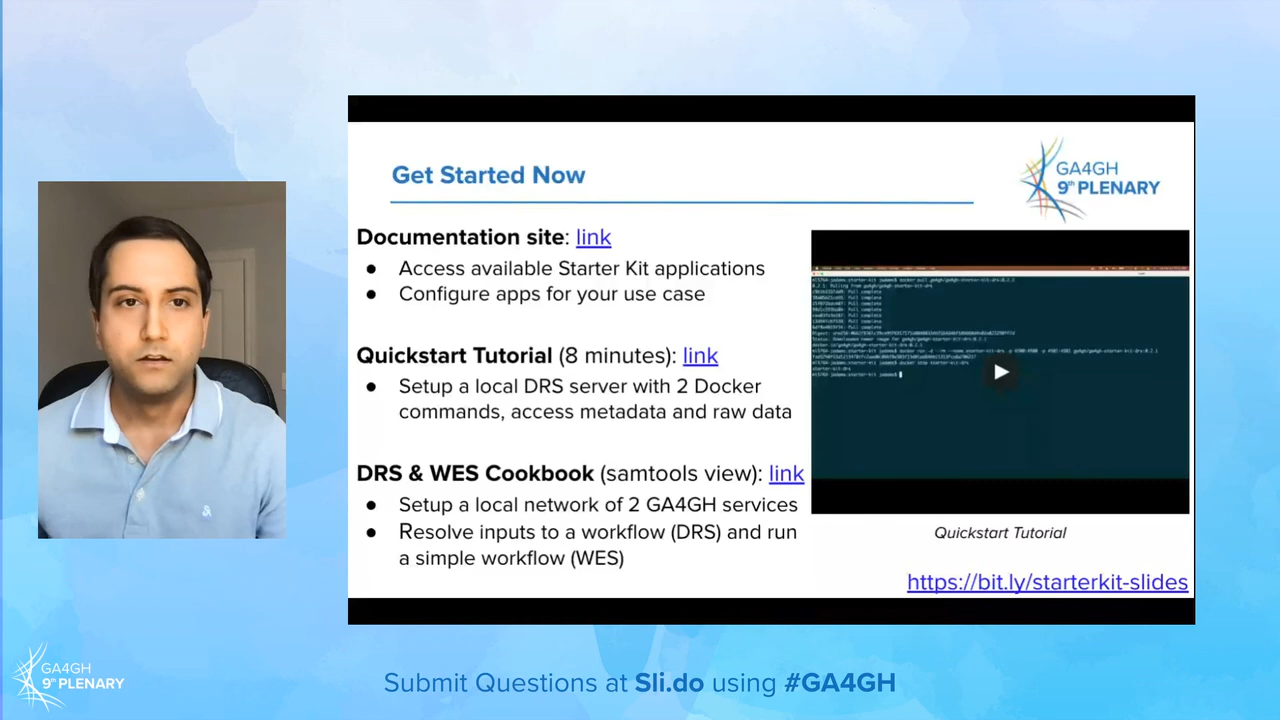 Get Started Now
GA4GH
9th PLENARY
Documentation site: link
● Access available Starter Kit applications
● Configure apps for your use case
Quickstart Tutorial (8 minutes): link
● Setup a local DRS server with 2 Docker
commands, access metadata and raw data
DRS & WES Cookbook (samtools view): link
● Setup a local network of 2 GA4GH services
● Resolve inputs to a workflow (DRS) and run
a simple workflow (WES)
Quickstart Tutorial
https://bit.ly/starterkit-slides
GA4GH
9th PLENARY
Submit Questions at Sli.do using #GA4GH